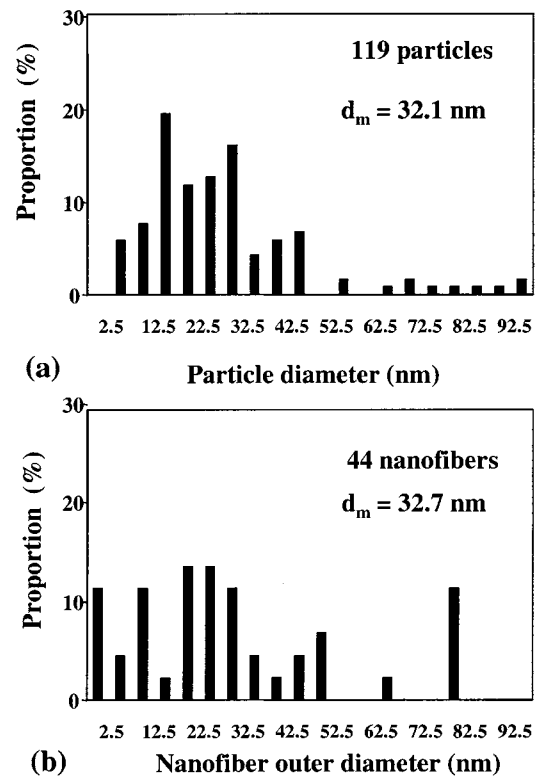 30
119 particles
d_m = 32.1 nm
20
10
0
Proportion (%)
2.5 12.5 22.5 32.5 42.5 52.5 62.5 72.5 82.5 92.5
(a) Particle diameter (nm)
30
44 nanofibers
d_m = 32.7 nm
20
10
0
Proportion (%)
2.5 12.5 22.5 32.5 42.5 52.5 62.5 72.5 82.5 92.5
(b) Nanofiber outer diameter (nm)